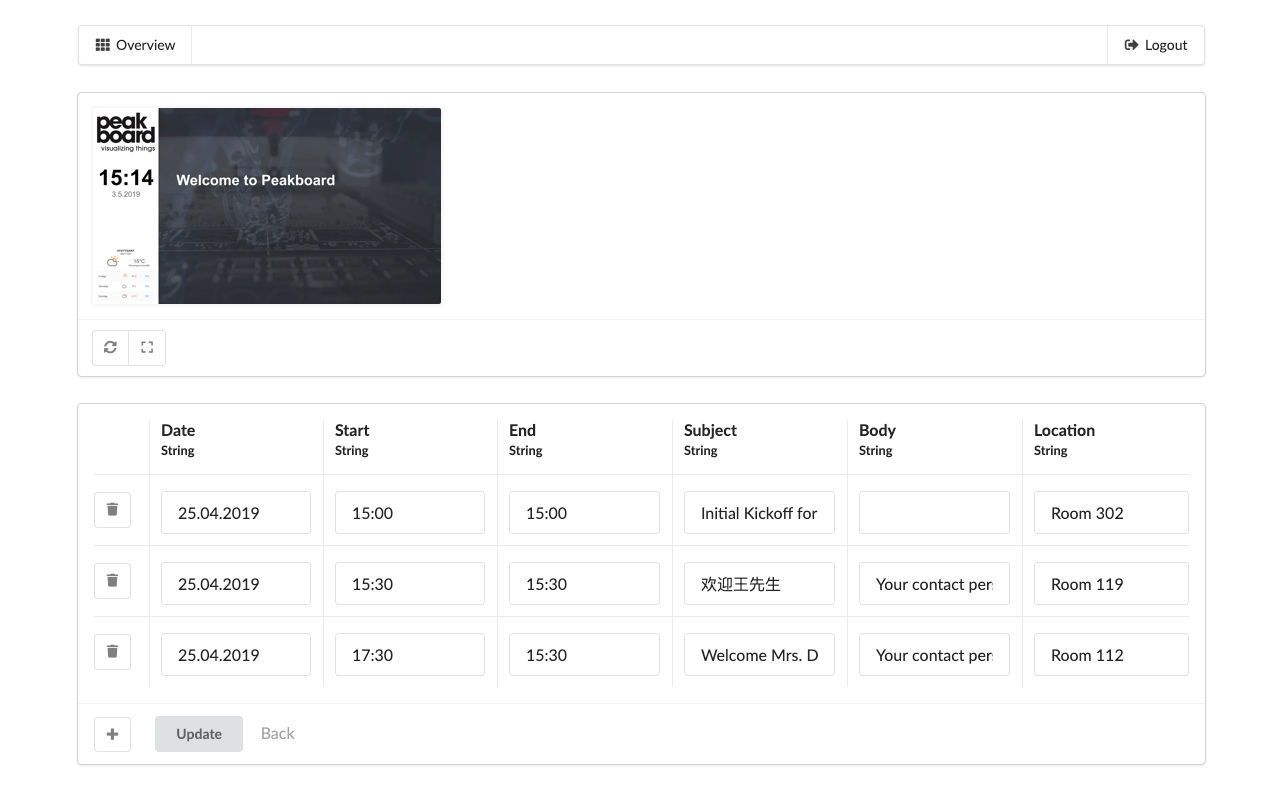 Overview
Logout
peak
board
visualizing things
15:14
3.5.2019
Welcome to Peakboard
15°C
Date
String
Start
String
End
String
Subject
String
Body
String
Location
String
25.04.2019
15:00
15:00
Initial Kickoff for
Room 302
25.04.2019
15:30
15:30
欢迎王先生
Your contact per
Room 119
25.04.2019
17:30
15:30
Welcome Mrs. D
Your contact per
Room 112
Update
Back